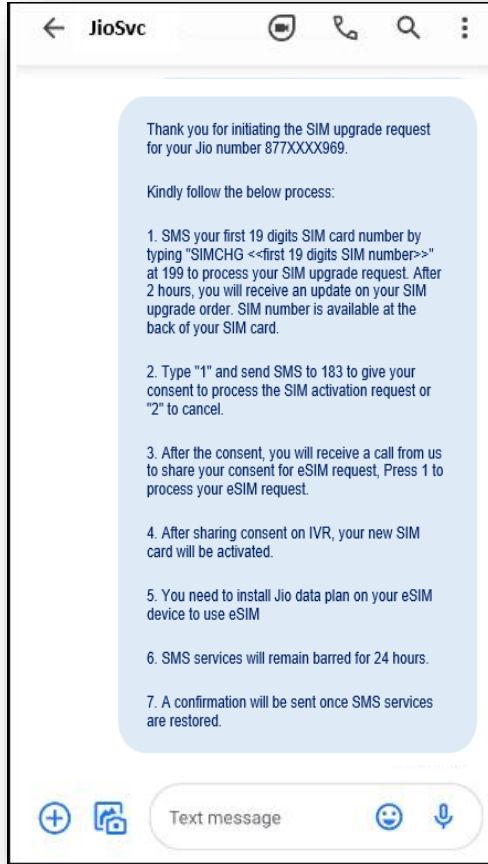 JioSvc
Thank you for initiating the SIM upgrade request
for your Jio number 877XXXX969.
Kindly follow the below process:
1. SMS your first 19 digits SIM card number by
typing "SIMCHG <<first 19 digits SIM number>>"
at 199 to process your SIM upgrade request. After
2 hours, you will receive an update on your SIM
upgrade order. SIM number is available at the
back of your SIM card.
2. Type "1" and send SMS to 183 to give your
consent to process the SIM activation request or
"2" to cancel.
3. After the consent, you will receive a call from us
to share your consent for eSIM request, Press 1 to
process your eSIM request.
4. After sharing consent on IVR, your new SIM
card will be activated.
5. You need to install Jio data plan on your eSIM
device to use eSIM
6. SMS services will remain barred for 24 hours.
7. A confirmation will be sent once SMS services
are restored.
Text message